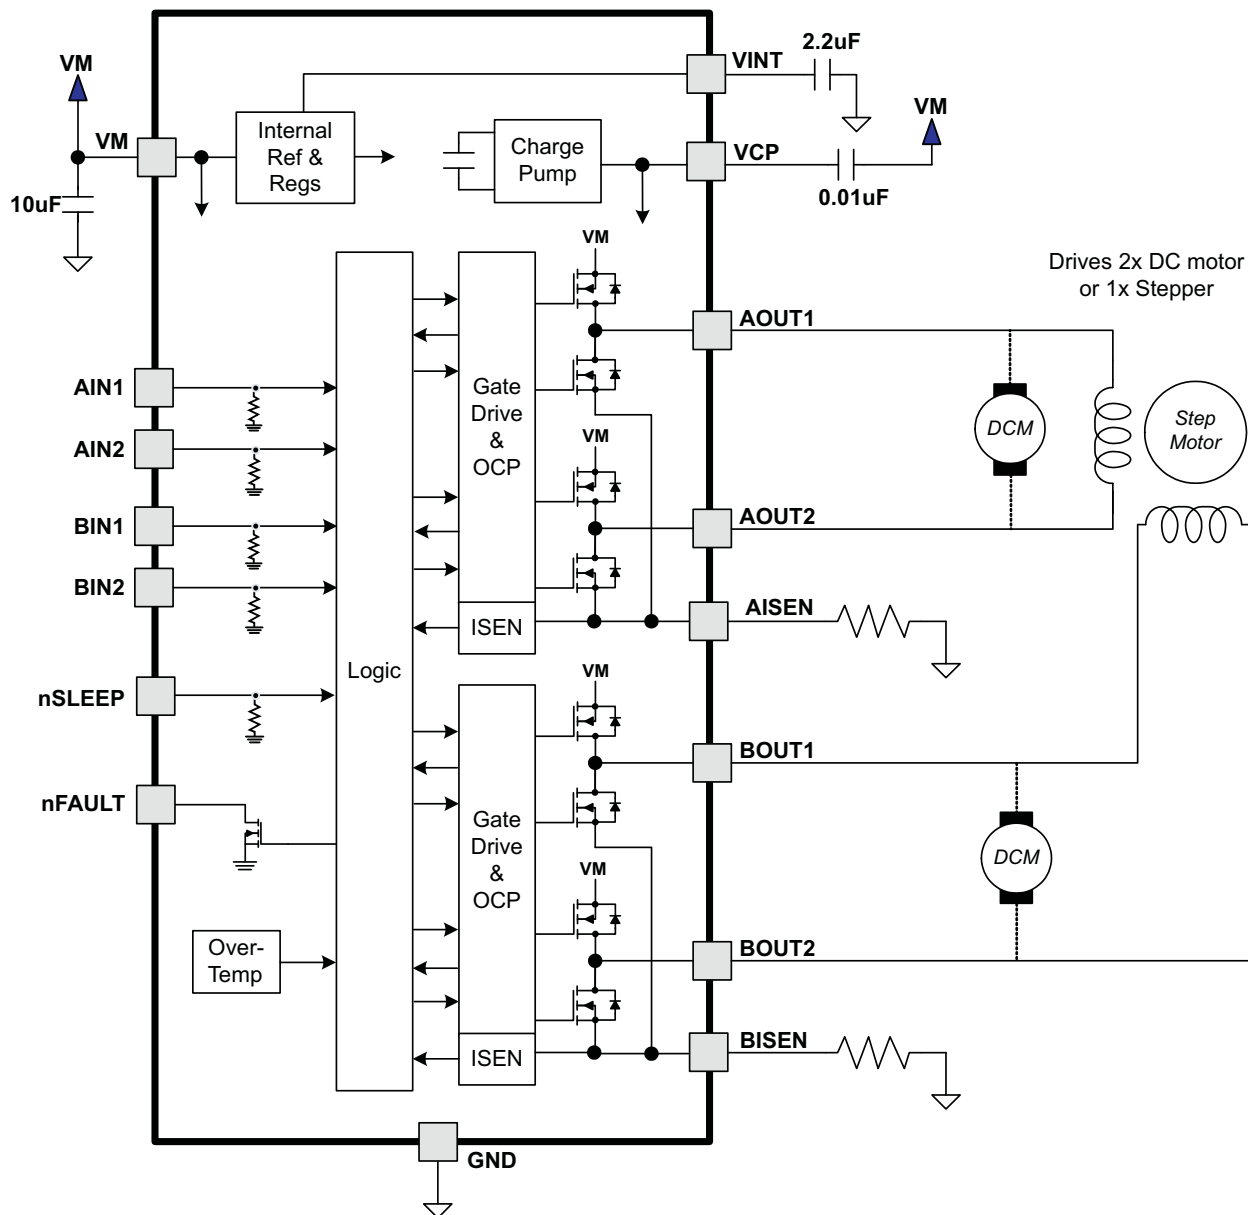 VM
VM
10uF
Internal
Ref &
Regs
Charge
Pump
VINT
2.2uF
VM
VCP
0.01uF
Drives 2x DC motor
or 1x Stepper
VM
AOUT1
Gate
Drive
&
OCP
VM
AOUT2
DCM
Step
Motor
AIN1
AIN2
BIN1
BIN2
ISEN
AISEN
Logic
nSLEEP
nFAULT
VM
BOUT1
Gate
Drive
&
OCP
VM
BOUT2
DCM
Over-
Temp
ISEN
BISEN
GND